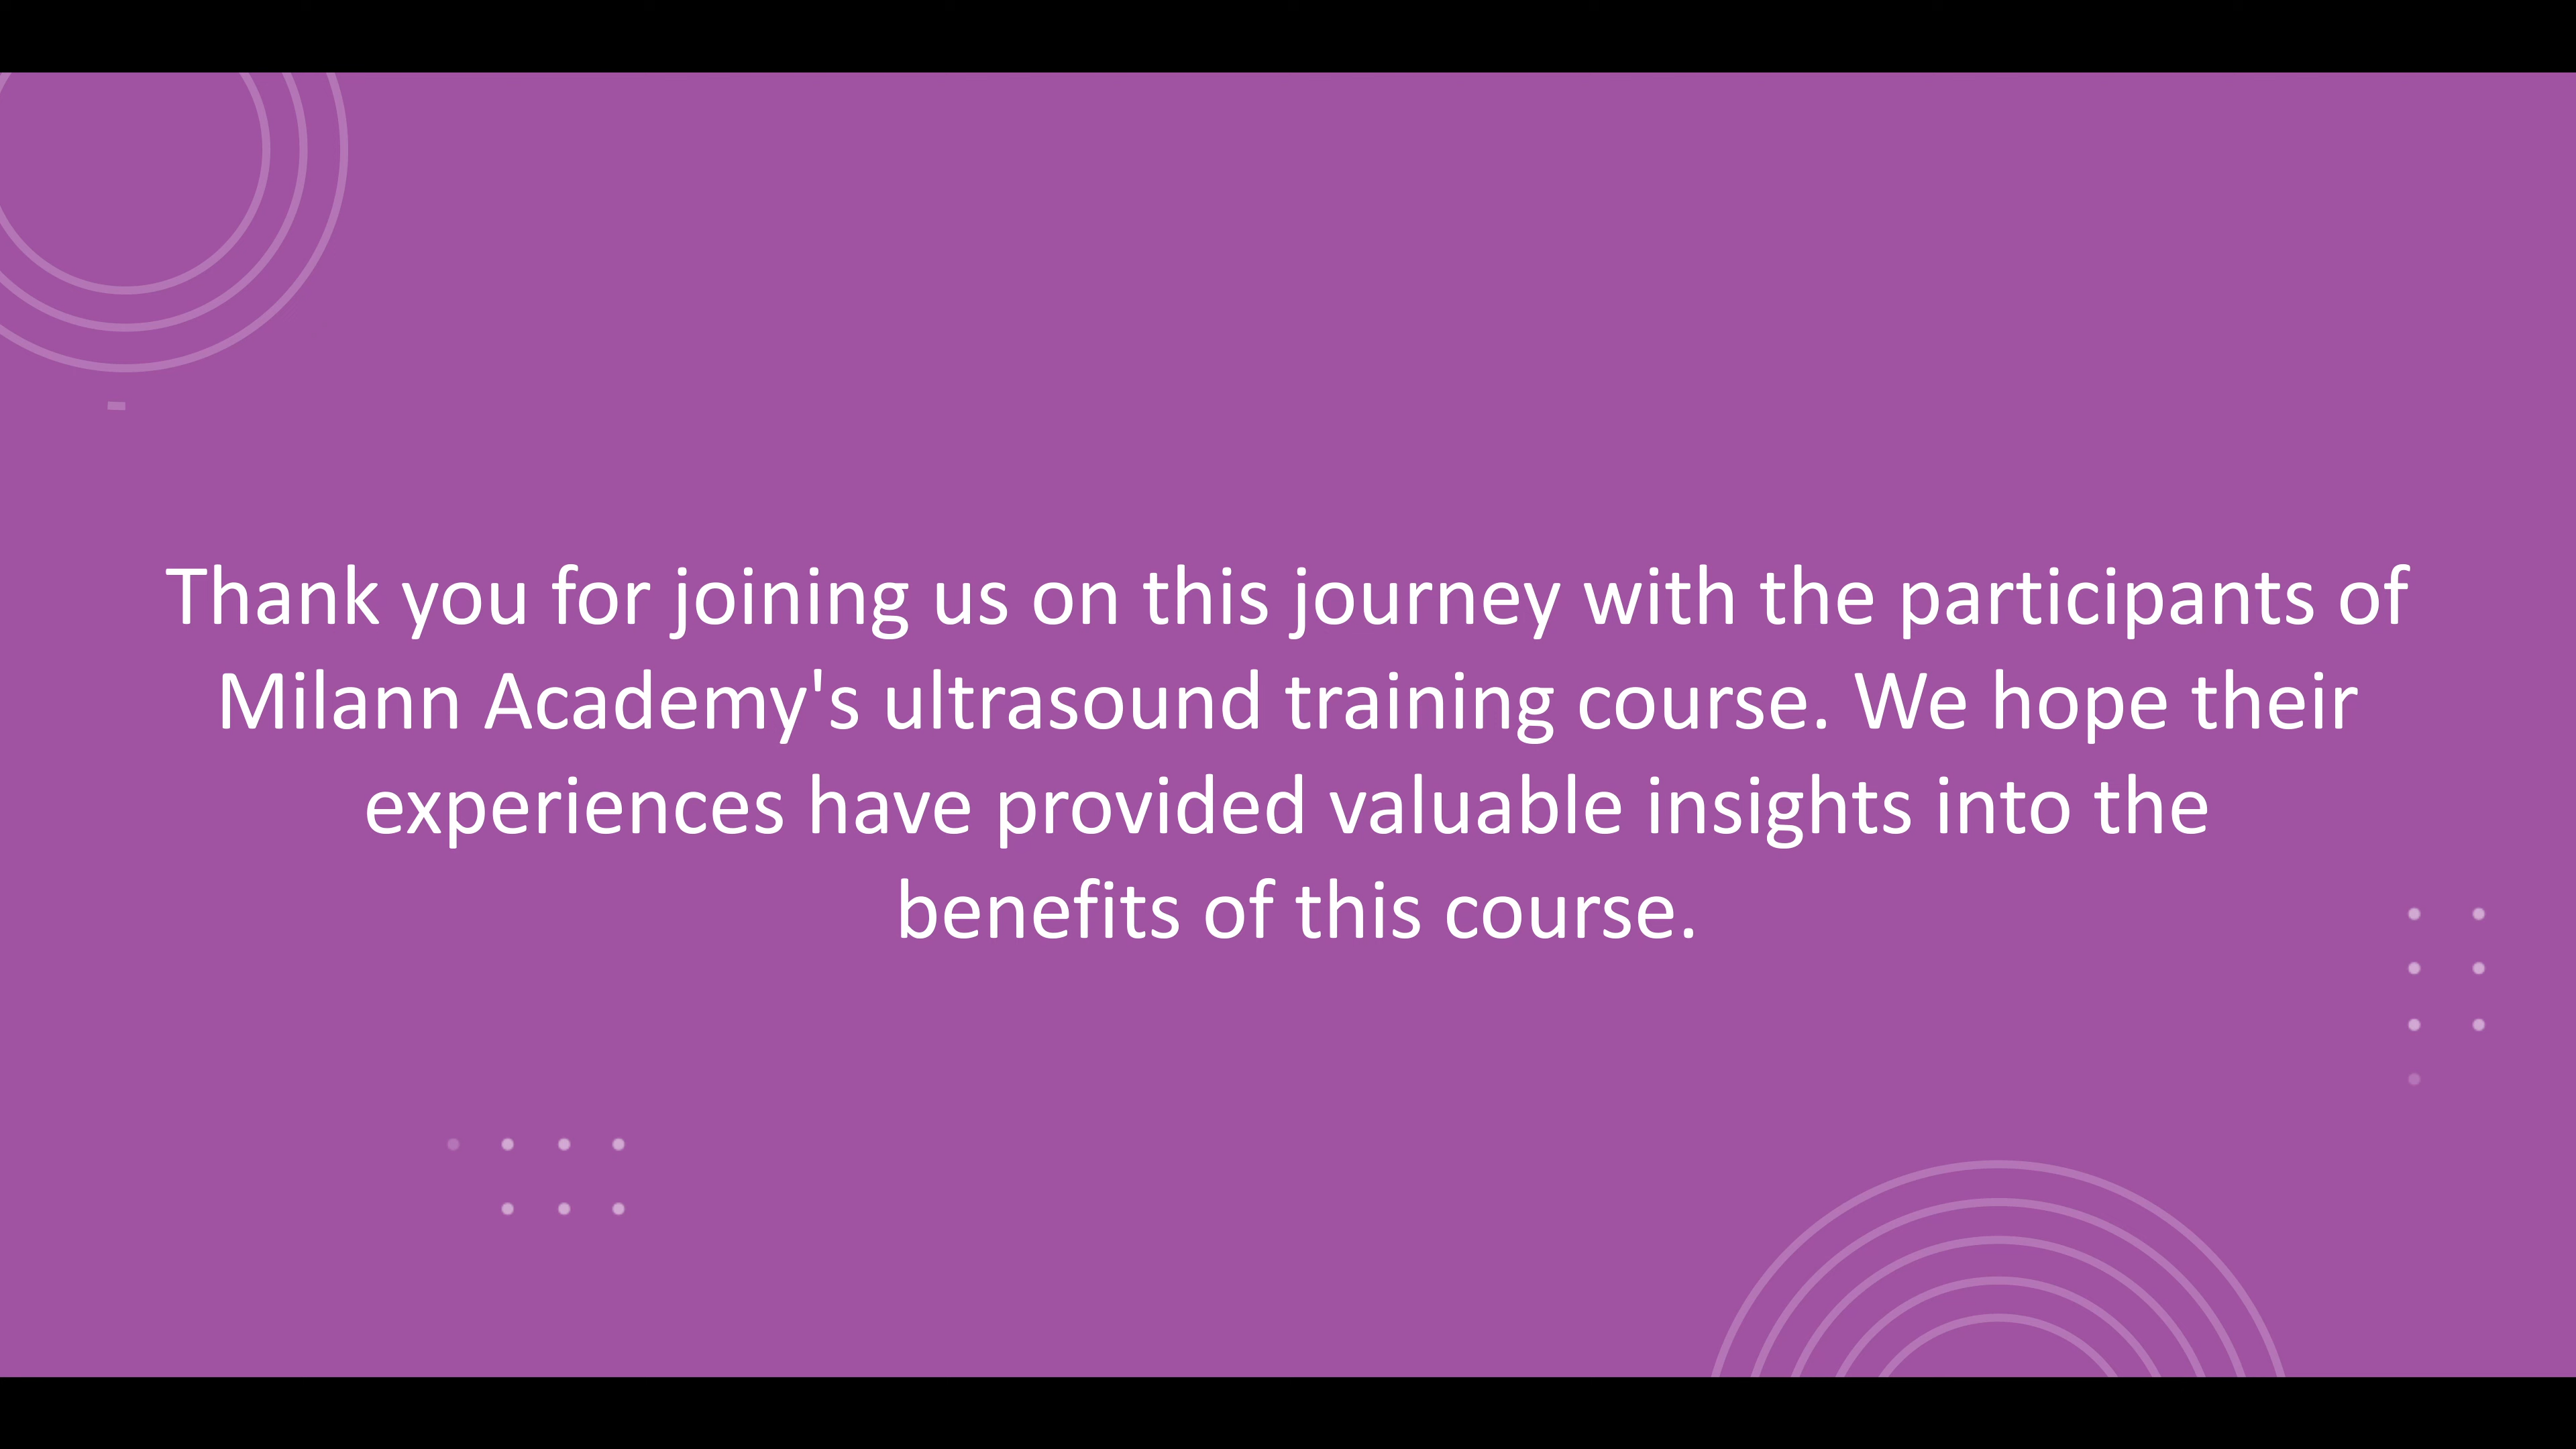 Thank you for joining us on this journey with the participants of
Milann Academy's ultrasound training course. We hope their
experiences have provided valuable insights into the
benefits of this course.